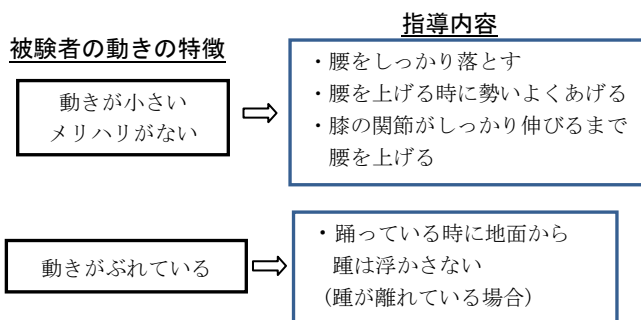 指導内容
被験者の動きの特徴
動きが小さい
メリハリがない
・腰をしっかり落とす
・腰を上げる時に勢いよくあげる
・膝の関節がしっかり伸びるまで
腰を上げる
動きがぶれている
・踊っている時に地面から
踵は浮かさない
(踵が離れている場合)